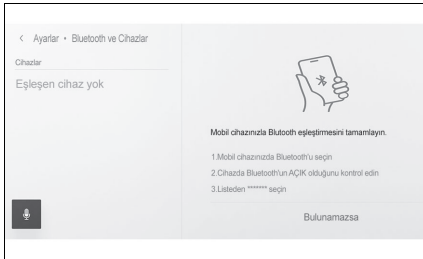 < Ayarlar • Bluetooth ve Cihazlar
Cihazlar
Eşleşen cihaz yok
Mobil cihazınızla Blutooth eşleştirmesini tamamlayın.
1.Mobil cihazınızda Bluetooth'u seçin
2.Cihazda Bluetooth'un AÇIK olduğunu kontrol edin
3.Listeden ******* seçin
Bulunamazsa